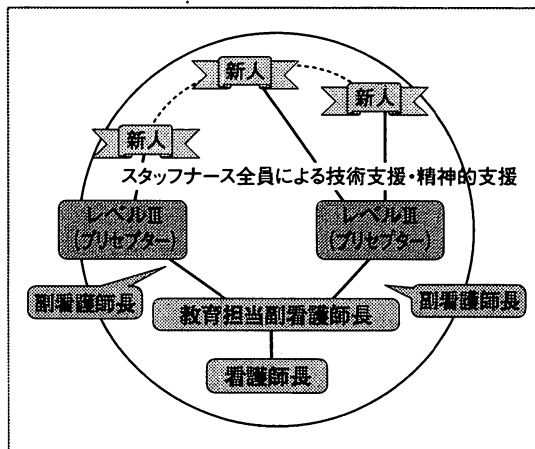 新人
新人
新人
スタッフナース全員による技術支援・精神的支援
レベルⅢ
(プリセプター)
レベルⅢ
(プリセプター)
副看護師長
副看護師長
教育担当副看護師長
看護師長